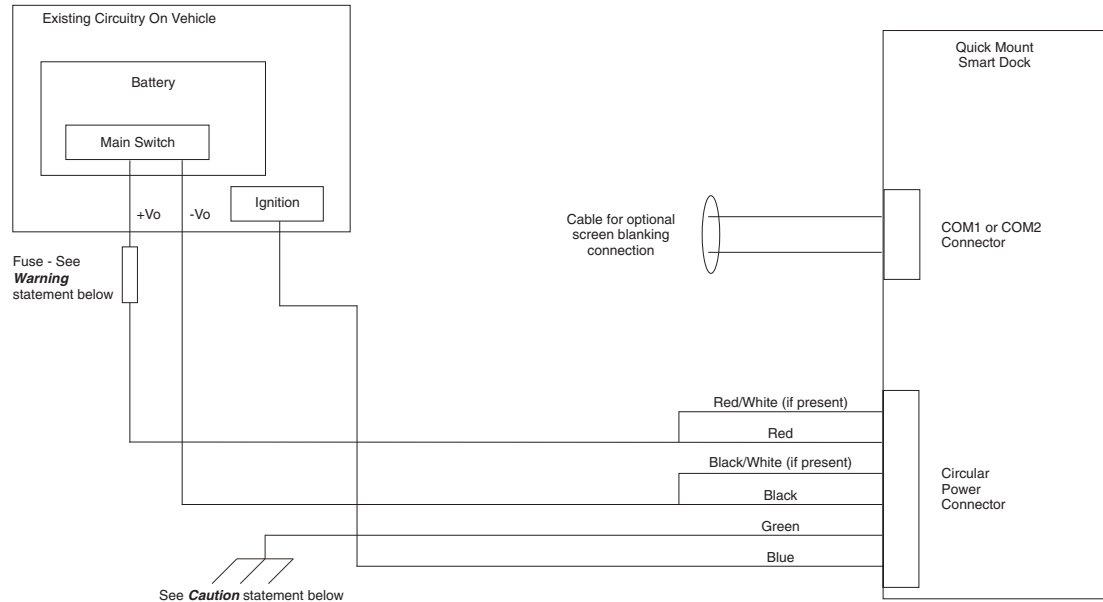 Existing Circuitry On Vehicle
Battery
Main Switch
+Vo
-Vo
Ignition
Fuse - See
Warning
statement below
Quick Mount
Smart Dock
Cable for optional
screen blanking
connection
COM1 or COM2
Connector
Red/White (if present)
Red
Black/White (if present)
Black
Green
Blue
Circular
Power
Connector
See Caution statement below